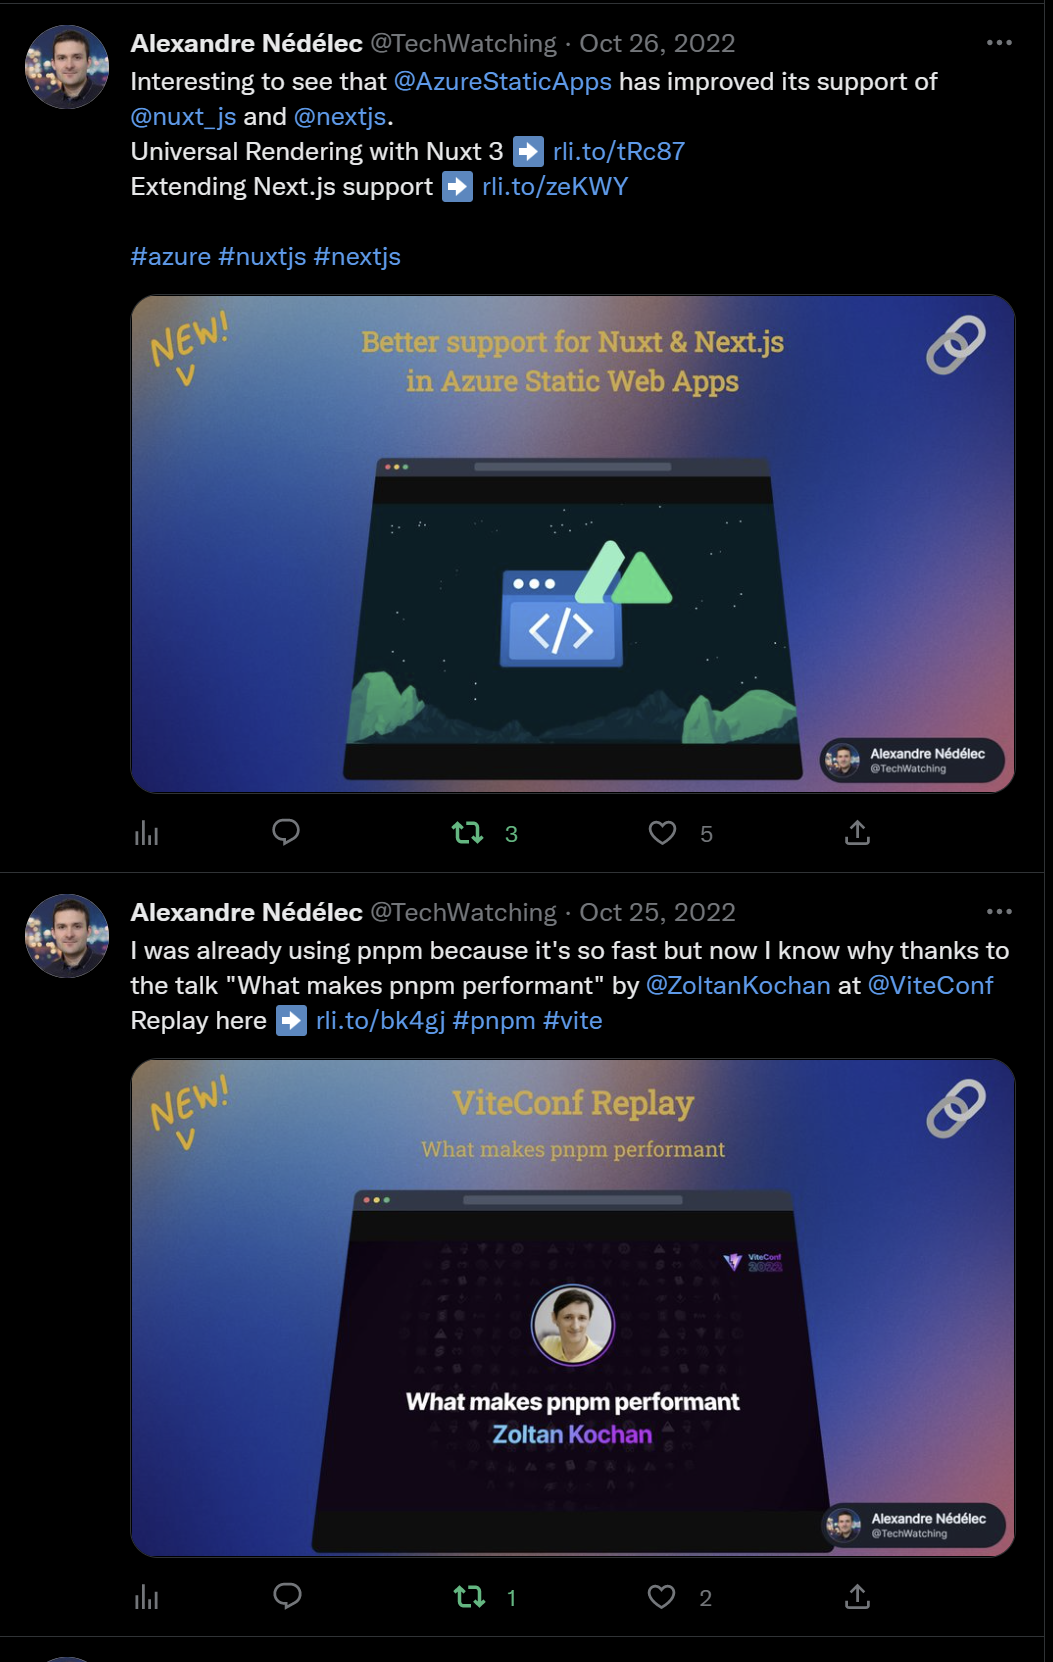 Alexandre Nédélec @TechWatching · Oct 26, 2022
Interesting to see that @AzureStaticApps has improved its support of
@nuxt_js and @nextjs.
Universal Rendering with Nuxt 3 ➡️ rli.to/tRc87
Extending Next.js support ➡️ rli.to/zeKWY
#azure #nuxtjs #nextjs
NEW!
Better support for Nuxt & Next.js
in Azure Static Web Apps
</>
Alexandre Nédélec
@TechWatching
3
5
Alexandre Nédélec @TechWatching · Oct 25, 2022
I was already using pnpm because it's so fast but now I know why thanks to
the talk "What makes pnpm performant" by @ZoltanKochan at @ViteConf
Replay here ➡️ rli.to/bk4gj #pnpm #vite
NEW!
ViteConf Replay
What makes pnpm performant
ViteConf
2022
What makes pnpm performant
Zoltan Kochan
Alexandre Nédélec
@TechWatching
1
2